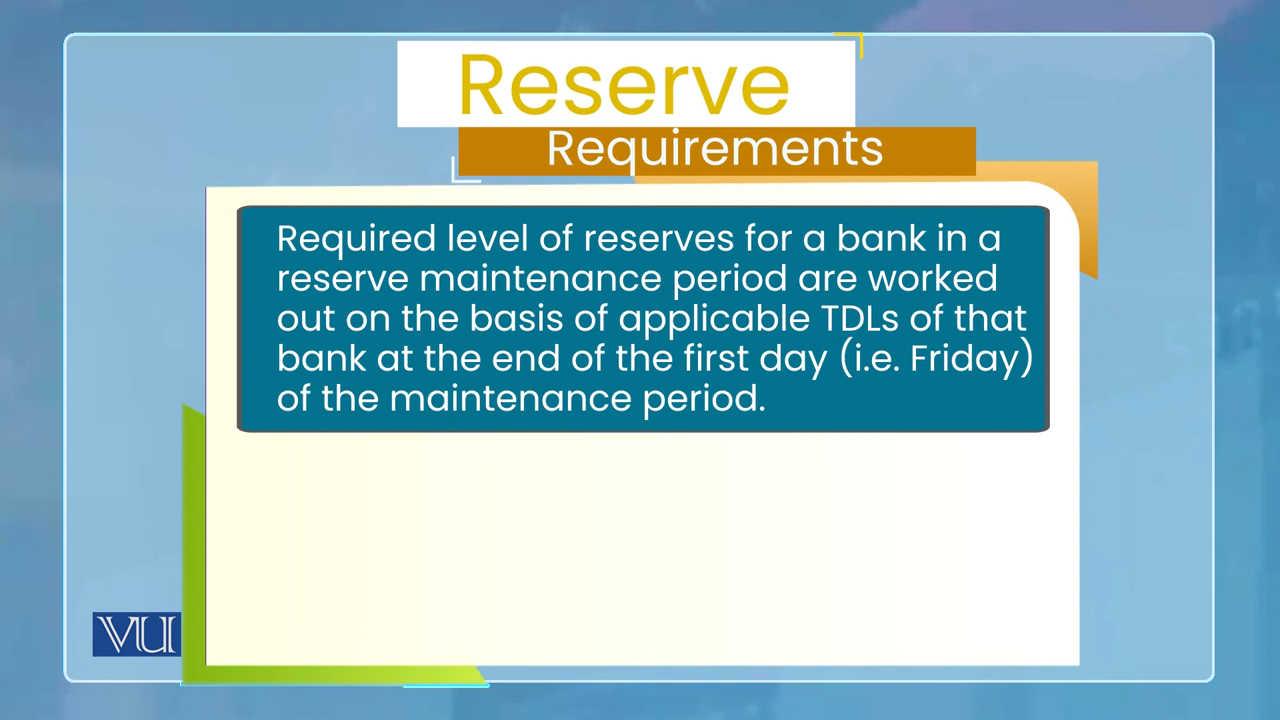 Reserve
Requirements
Required level of reserves for a bank in a
reserve maintenance period are worked
out on the basis of applicable TDLs of that
bank at the end of the first day (i.e. Friday)
of the maintenance period.
VU